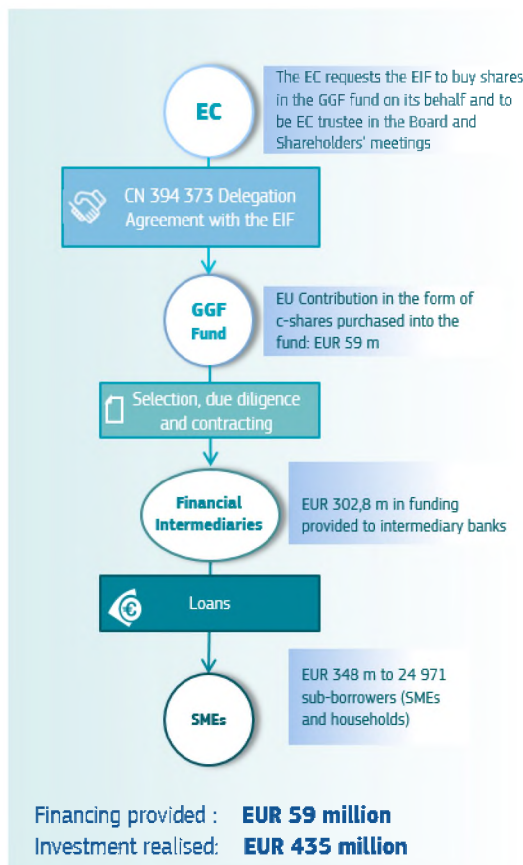 The EC requests the EIF to buy shares
in the GGF fund on its behalf and to
be EC trustee in the Board and
Shareholders' meetings
EC
CN 394 373 Delegation
Agreement with the EIF
GGF
Fund
EU Contribution in the form of
c-shares purchased into the
fund: EUR 59 m
Selection, due diligence
and contracting
Financial
Intermediaries
EUR 302,8 m in funding
provided to intermediary banks
Loans
SMEs
EUR 348 m to 24 971
sub-borrowers (SMEs
and households)
Financing provided : EUR 59 million
Investment realised: EUR 435 million